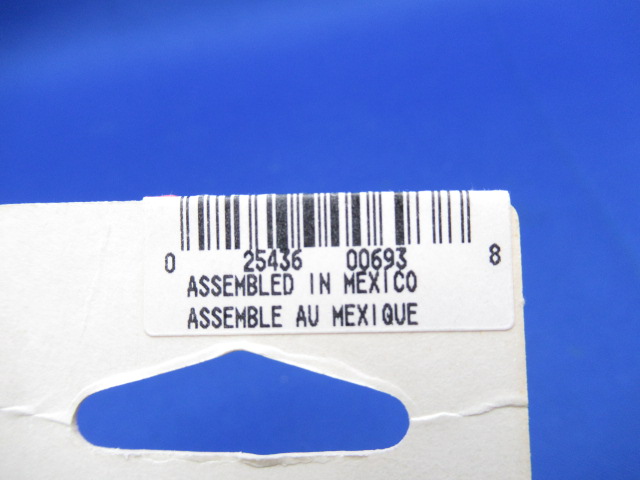 0 25436 00693 8
ASSEMBLED IN MEXICO
ASSEMBLE AU MEXIQUE